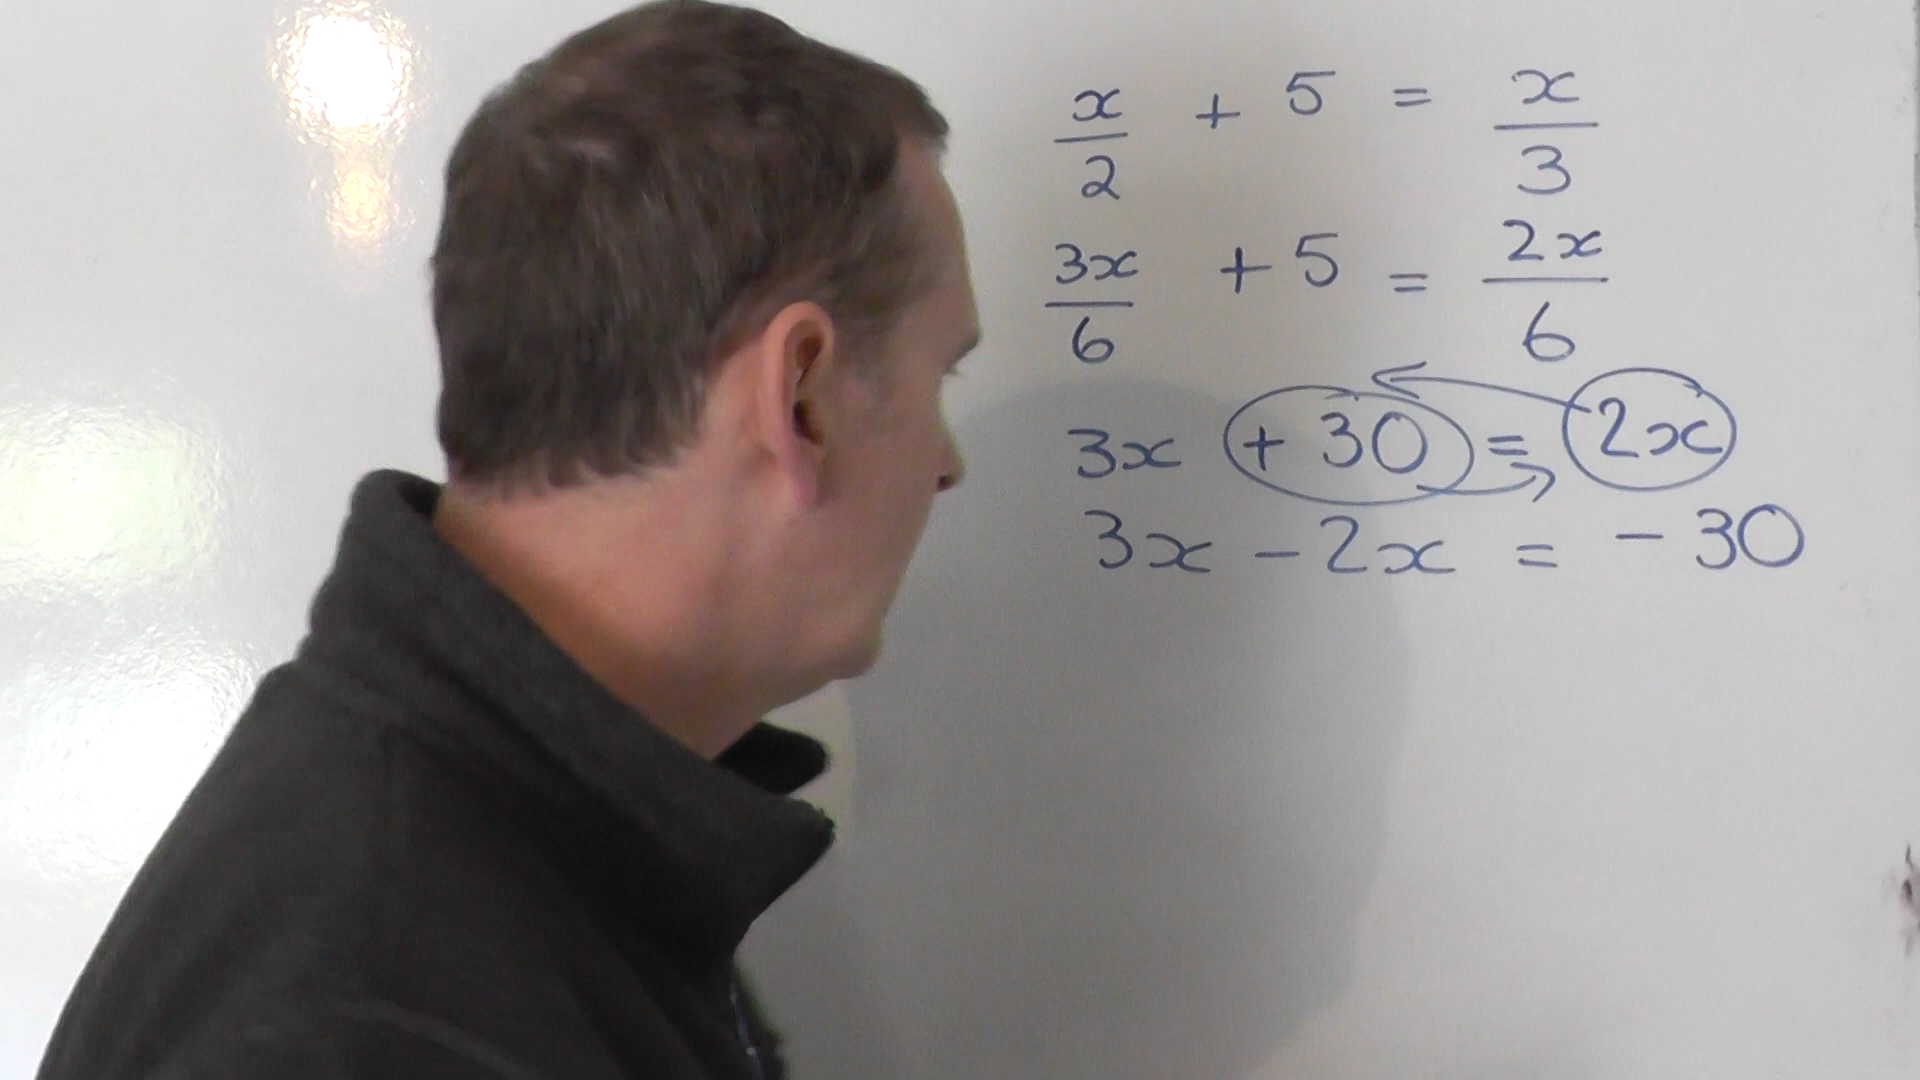 x/2 + 5 = x/3
3x/6 + 5 = 2x/6
3x + 30 = 2x
3x - 2x = - 30